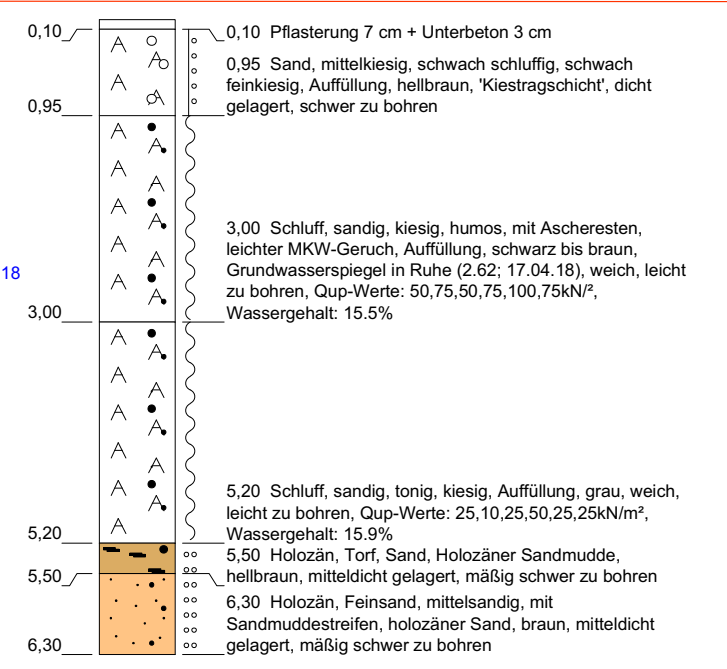 0,10
0,10 Pflasterung 7 cm + Unterbeton 3 cm
0,95 Sand, mittelkiesig, schwach schluffig, schwach
feinkiesig, Auffüllung, hellbraun, 'Kiestragschicht', dicht
gelagert, schwer zu bohren
0,95
3,00 Schluff, sandig, kiesig, humos, mit Ascheresten,
leichter MKW-Geruch, Auffüllung, schwarz bis braun,
Grundwasserspiegel in Ruhe (2.62; 17.04.18), weich, leicht
zu bohren, Qup-Werte: 50,75,50,75,100,75kN/²,
Wassergehalt: 15.5%
18
3,00
5,20 Schluff, sandig, tonig, kiesig, Auffüllung, grau, weich,
leicht zu bohren, Qup-Werte: 25,10,25,50,25,25kN/m²,
Wassergehalt: 15.9%
5,20
5,50 Holozän, Torf, Sand, Holozäner Sandmudde,
hellbraun, mitteldicht gelagert, mäßig schwer zu bohren
5,50
6,30 Holozän, Feinsand, mittelsandig, mit
Sandmuddestreifen, holozäner Sand, braun, mitteldicht
gelagert, mäßig schwer zu bohren
6,30